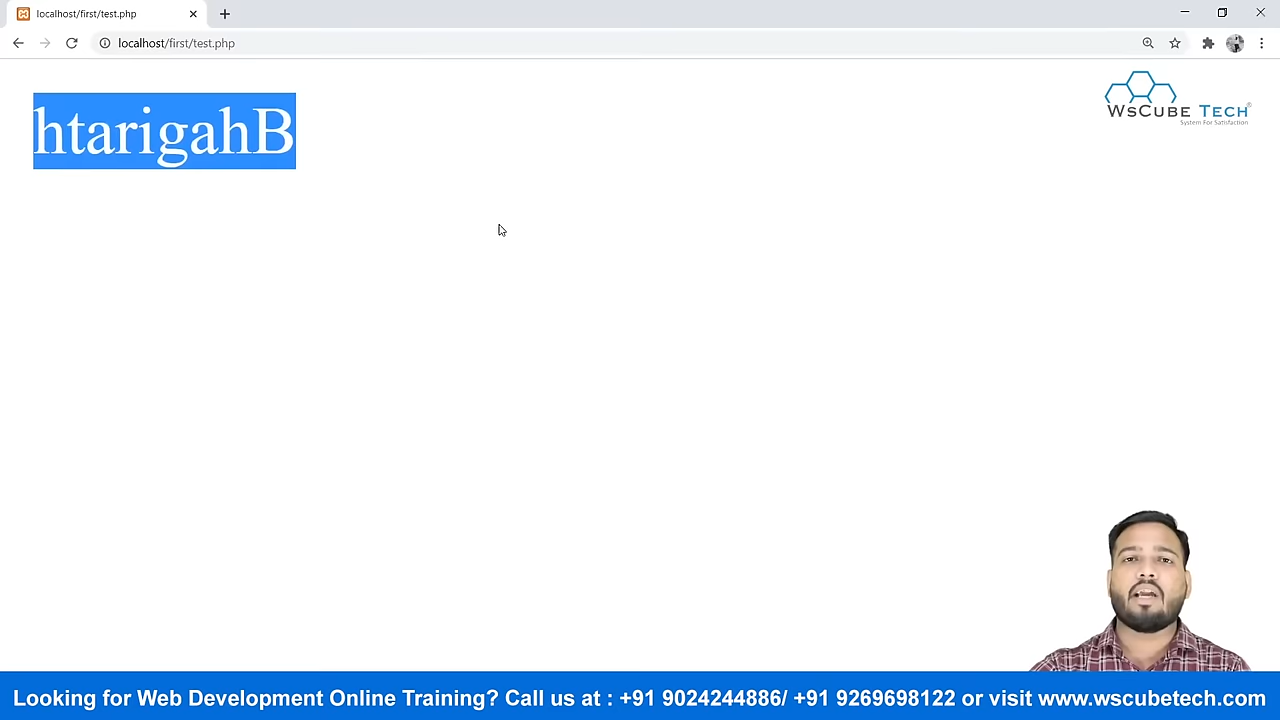 localhost/first/test.php
localhost/first/test.php
htarigahB
WsCube Tech®
System For Satisfaction
Looking for Web Development Online Training? Call us at : +91 9024244886/ +91 9269698122 or visit www.wscubetech.com